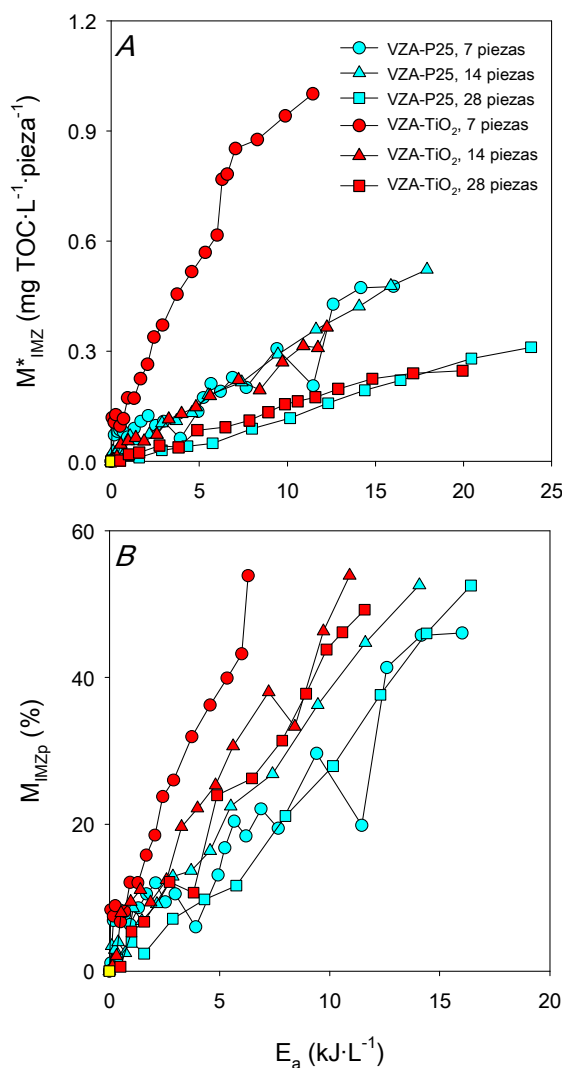 A
VZA-P25, 7 piezas
VZA-P25, 14 piezas
VZA-P25, 28 piezas
VZA-TiO₂, 7 piezas
VZA-TiO₂, 14 piezas
VZA-TiO₂, 28 piezas
M*IMZ (mg TOC·L⁻¹·pieza⁻¹)
1.2
0.9
0.6
0.3
0.0
0 5 10 15 20 25
B
M_IMZp (%)
60
40
20
0
0 5 10 15 20
E_a (kJ·L⁻¹)